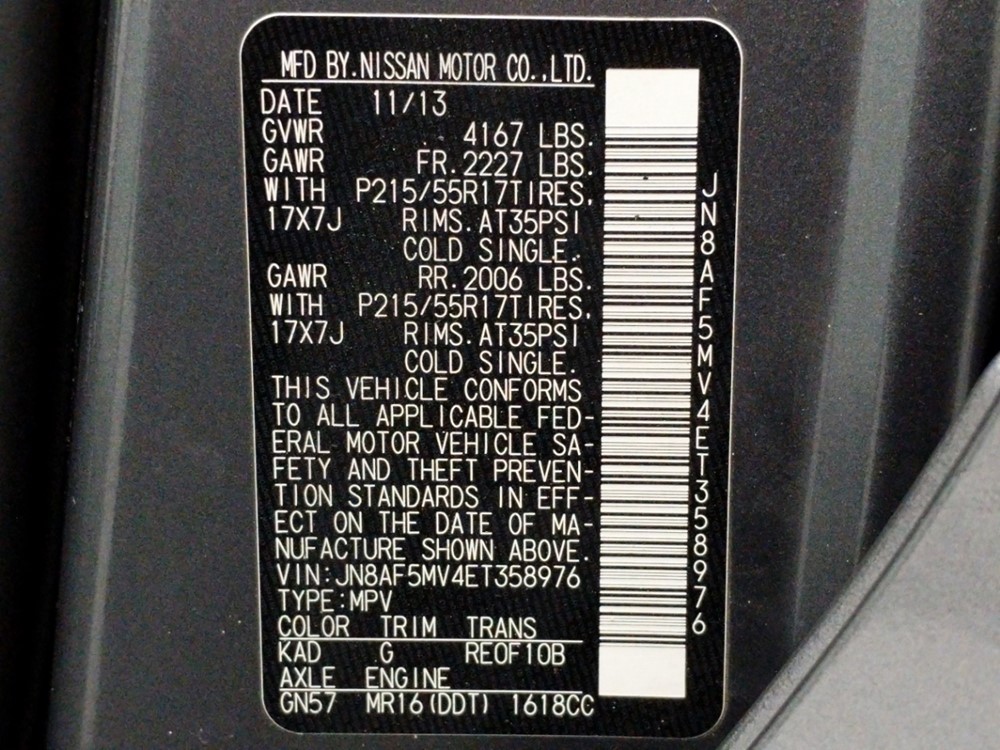 MFD BY.NISSAN MOTOR CO.,LTD.
DATE 11/13
GVWR 4167 LBS.
GAWR FR.2227 LBS.
WITH P215/55R17TIRES.
17X7J RIMS.AT35PSI
COLD SINGLE.
GAWR RR.2006 LBS.
WITH P215/55R17TIRES.
17X7J RIMS.AT35PSI
COLD SINGLE.
THIS VEHICLE CONFORMS
TO ALL APPLICABLE FED-
ERAL MOTOR VEHICLE SA-
FETY AND THEFT PREVEN-
TION STANDARDS IN EFF-
ECT ON THE DATE OF MA-
NUFACTURE SHOWN ABOVE.
VIN:JN8AF5MV4ET358976
TYPE:MPV
COLOR TRIM TRANS
KAD G RE0F10B
AXLE ENGINE
GN57 MR16(DDT) 1618CC
JN8AF5MV4ET358976